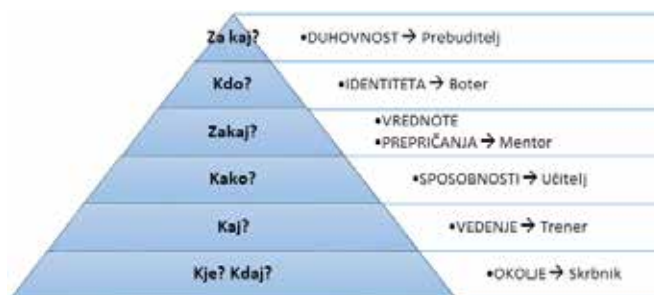 Za kaj? •DUHOVNOST → Prebuditelj
Kdo? •IDENTITETA → Boter
Zakaj? •VREDNOTE
•PREPRIČANJA → Mentor
Kako? •SPOSOBNOSTI → Učitelj
Kaj? •VEDENJE → Trener
Kje? Kdaj? •OKOLJE → Skrbnik